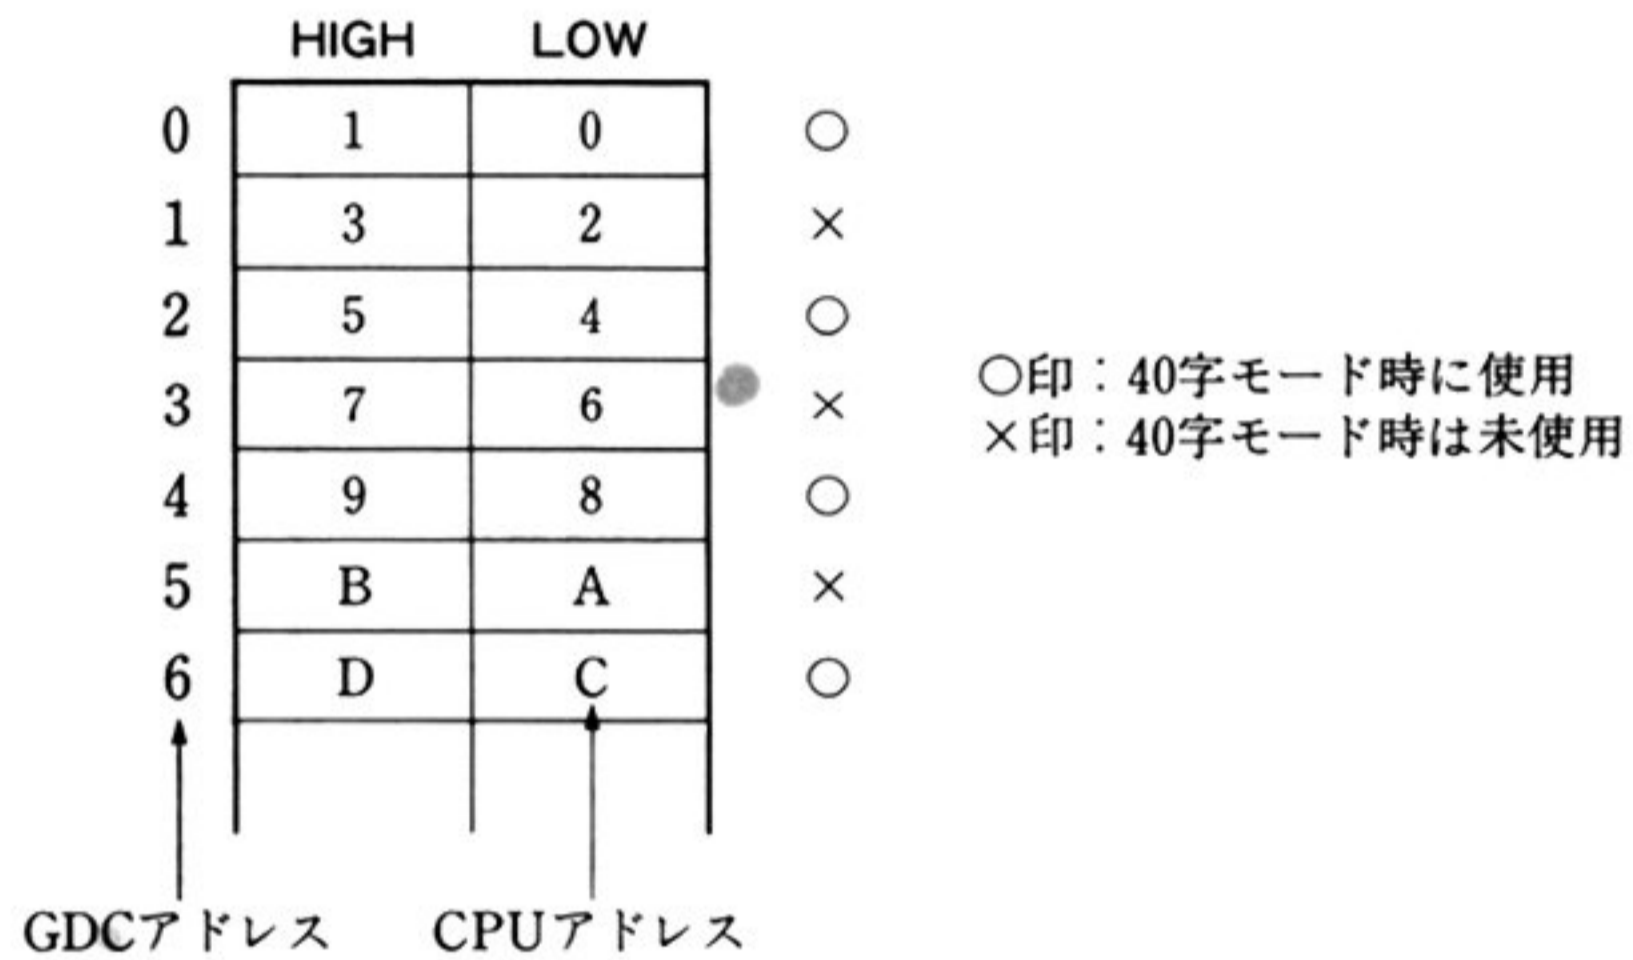 HIGH LOW
0 1 0 ○
1 3 2 ×
2 5 4 ○
3 7 6 ×
4 9 8 ○
5 B A ×
6 D C ○
○印：40字モード時に使用
×印：40字モード時は未使用
GDCアドレス CPUアドレス